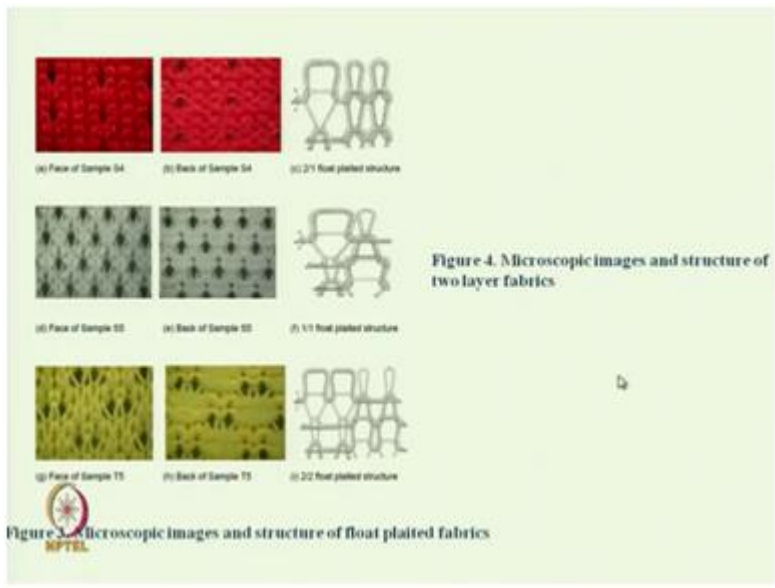 (a) Face of Sample S4
(b) Back of Sample S4
(c) 2/1 float plaited structure
(d) Face of Sample S5
(e) Back of Sample S5
(f) 1/1 float plaited structure
Figure 4. Microscopic images and structure of
two layer fabrics
(g) Face of Sample T5
(h) Back of Sample T5
(i) 2/2 float plaited structure
Figure 3. Microscopic images and structure of float plaited fabrics
NPTEL